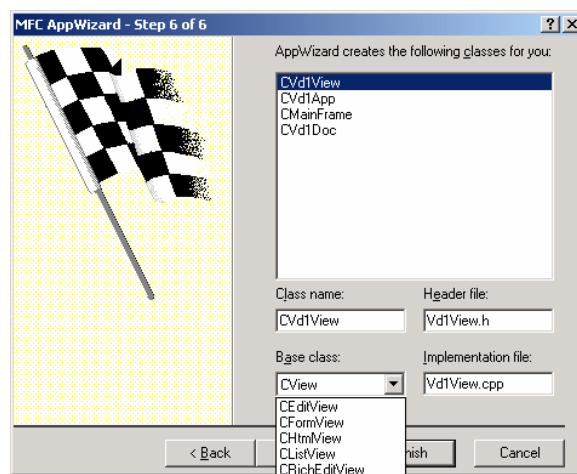 MFC AppWizard - Step 6 of 6
AppWizard creates the following classes for you:
CVd1View
CVd1App
CMainFrame
CVd1Doc
Class name:
Header file:
CVd1View
Vd1View.h
Base class:
Implementation file:
CView
Vd1View.cpp
CEditView
CFormView
CHtmlView
CListView
CRichEditView
< Back
Cancel